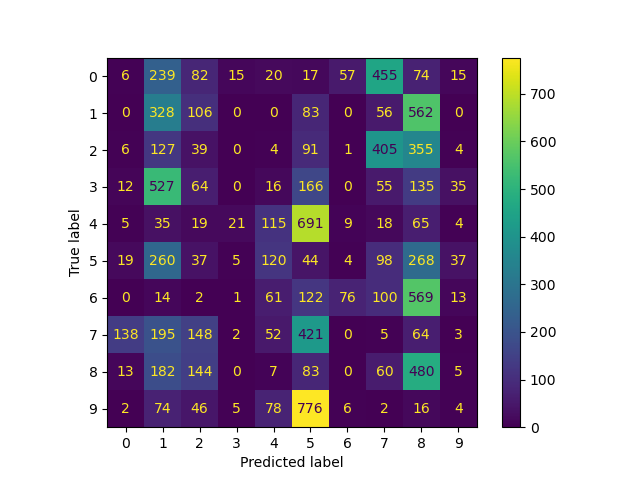 0 6 239 82 15 20 17 57 455 74 15
1 0 328 106 0 0 83 0 56 562 0
2 6 127 39 0 4 91 1 405 355 4
3 12 527 64 0 16 166 0 55 135 35
4 5 35 19 21 115 691 9 18 65 4
5 19 260 37 5 120 44 4 98 268 37
6 0 14 2 1 61 122 76 100 569 13
7 138 195 148 2 52 421 0 5 64 3
8 13 182 144 0 7 83 0 60 480 5
9 2 74 46 5 78 776 6 2 16 4
0 1 2 3 4 5 6 7 8 9
Predicted label
True label
700
600
500
400
300
200
100
0